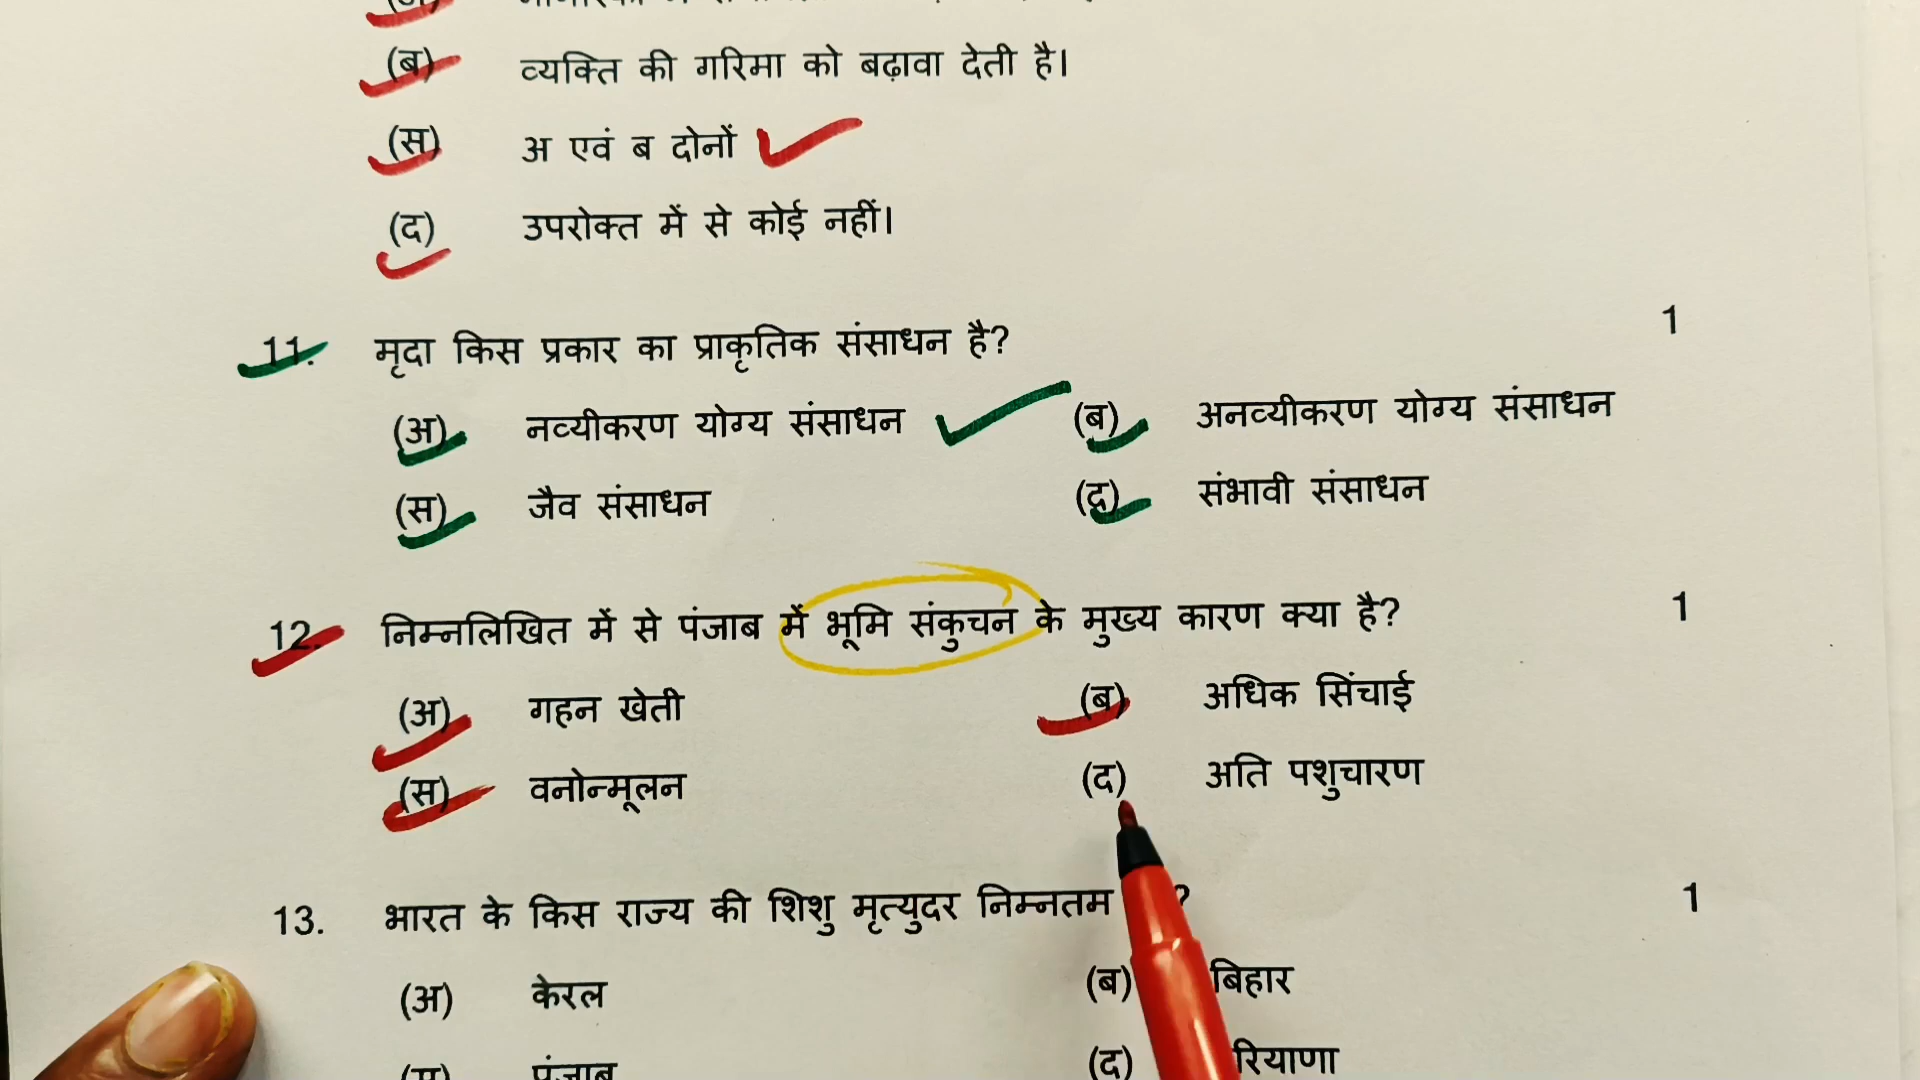 (ब) व्यक्ति की गरिमा को बढ़ावा देती है।
(स) अ एवं ब दोनों
(द) उपरोक्त में से कोई नहीं।
11. मृदा किस प्रकार का प्राकृतिक संसाधन है? 1
(अ) नव्यीकरण योग्य संसाधन (ब) अनव्यीकरण योग्य संसाधन
(स) जैव संसाधन (द) संभावी संसाधन
12. निम्नलिखित में से पंजाब में भूमि संकुचन के मुख्य कारण क्या है? 1
(अ) गहन खेती (ब) अधिक सिंचाई
(स) वनोन्मूलन (द) अति पशुचारण
13. भारत के किस राज्य की शिशु मृत्युदर निम्नतम ? 1
(अ) केरल (ब) बिहार
(स) पंजाब (द) रियाणा